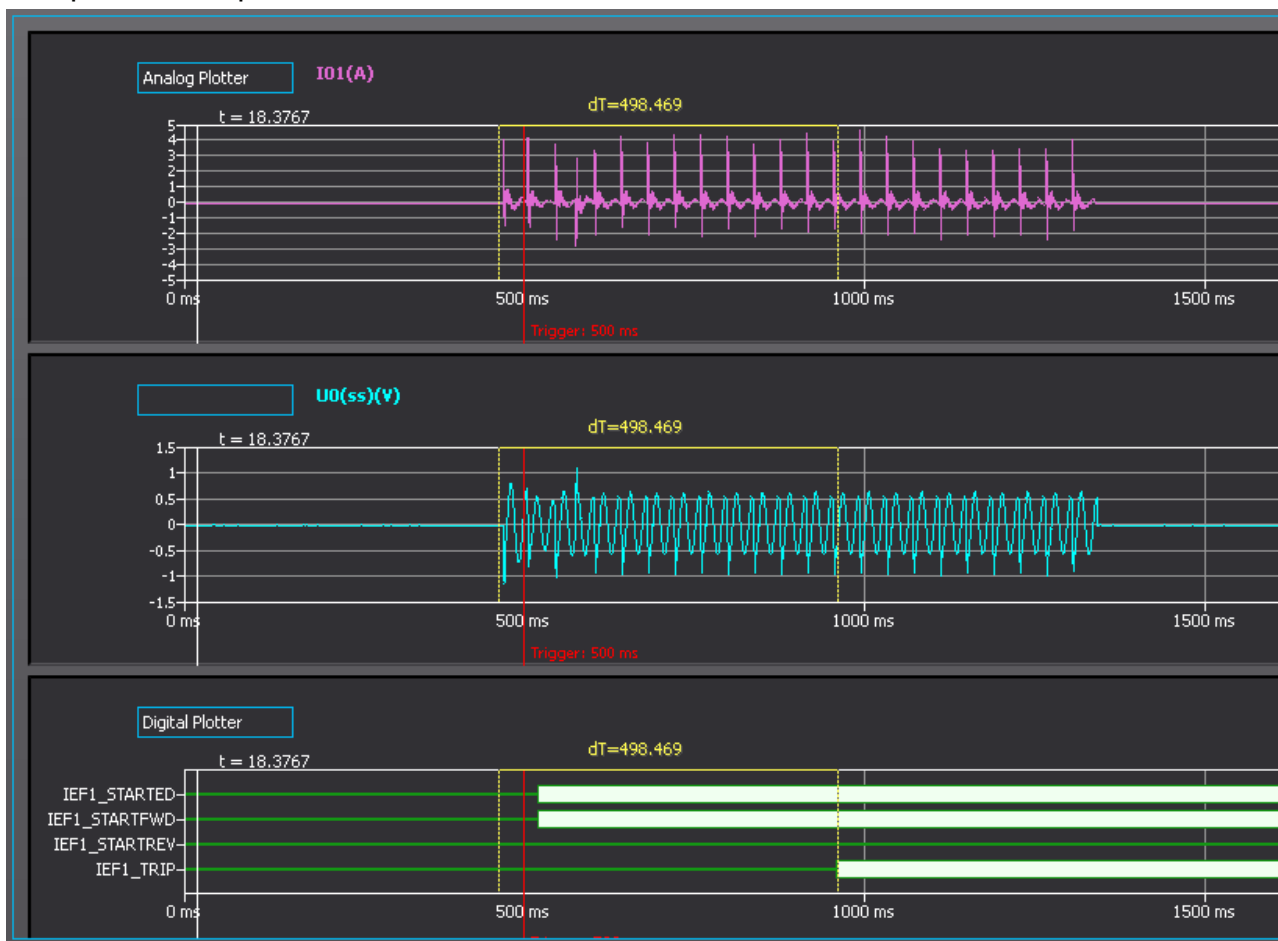 Analog Plotter I01(A)
dT=498.469
t = 18.3767
5
4
3
2
1
0
-1
-2
-3
-4
-5
0 ms 500 ms 1000 ms 1500 ms
Trigger: 500 ms
U0(ss)(V)
dT=498.469
t = 18.3767
1.5
1
0.5
0
-0.5
-1
-1.5
0 ms 500 ms 1000 ms 1500 ms
Trigger: 500 ms
Digital Plotter
dT=498.469
t = 18.3767
IEF1_STARTED
IEF1_STARTFWD
IEF1_STARTREV
IEF1_TRIP
0 ms 500 ms 1000 ms 1500 ms